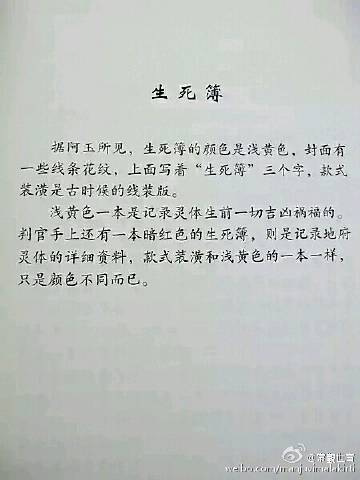 生死簿
据阿玉所见，生死簿的颜色是浅黄色，封面有
一些线条花纹，上面写着“生死簿”三个字，款式
装潢是古时候的线装版。
浅黄色一本是记录灵体生前一切吉凶祸福的。
判官手上还有一本暗红色的生死簿，则是记录地府
灵体的详细资料，款式装潢和浅黄色的一本一样，
只是颜色不同而已。
weibo.com/manjuvimalakirti